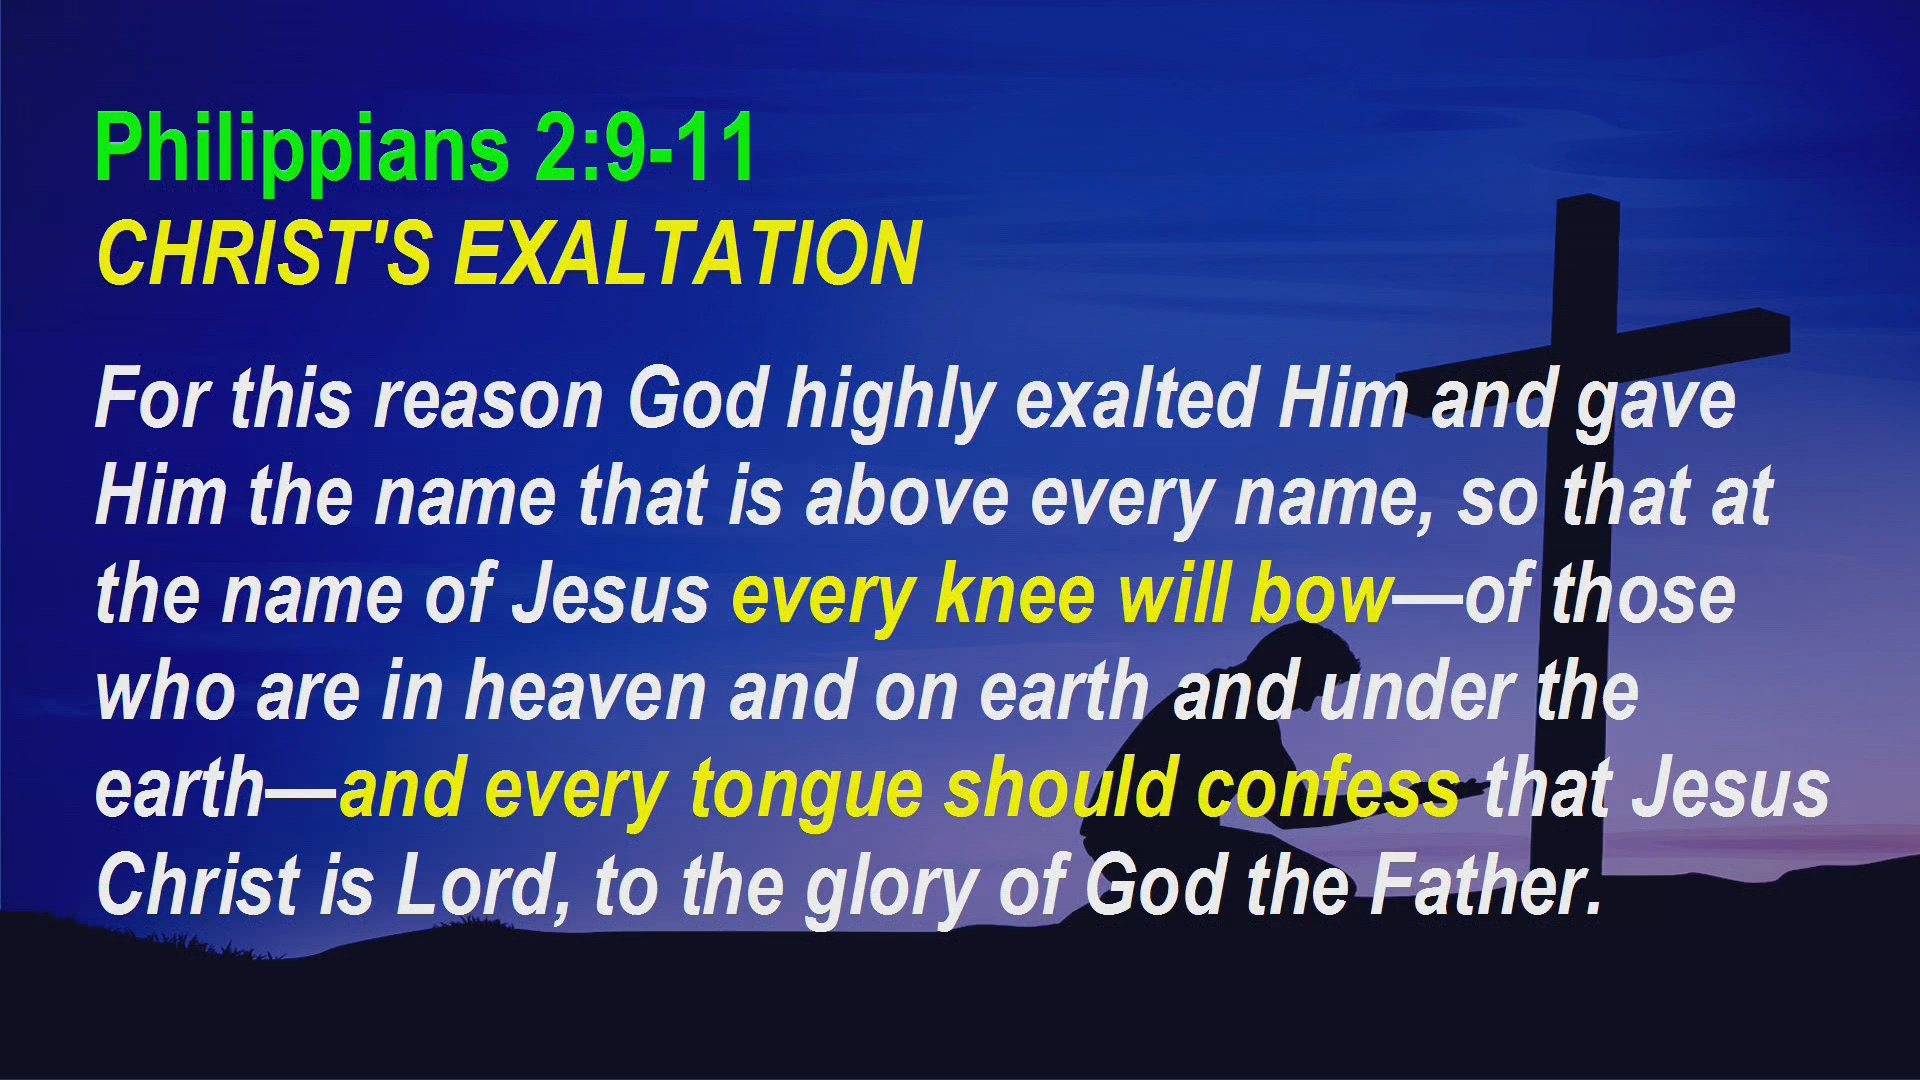 Philippians 2:9-11
CHRIST'S EXALTATION
For this reason God highly exalted Him and gave
Him the name that is above every name, so that at
the name of Jesus every knee will bow—of those
who are in heaven and on earth and under the
earth—and every tongue should confess that Jesus
Christ is Lord, to the glory of God the Father.